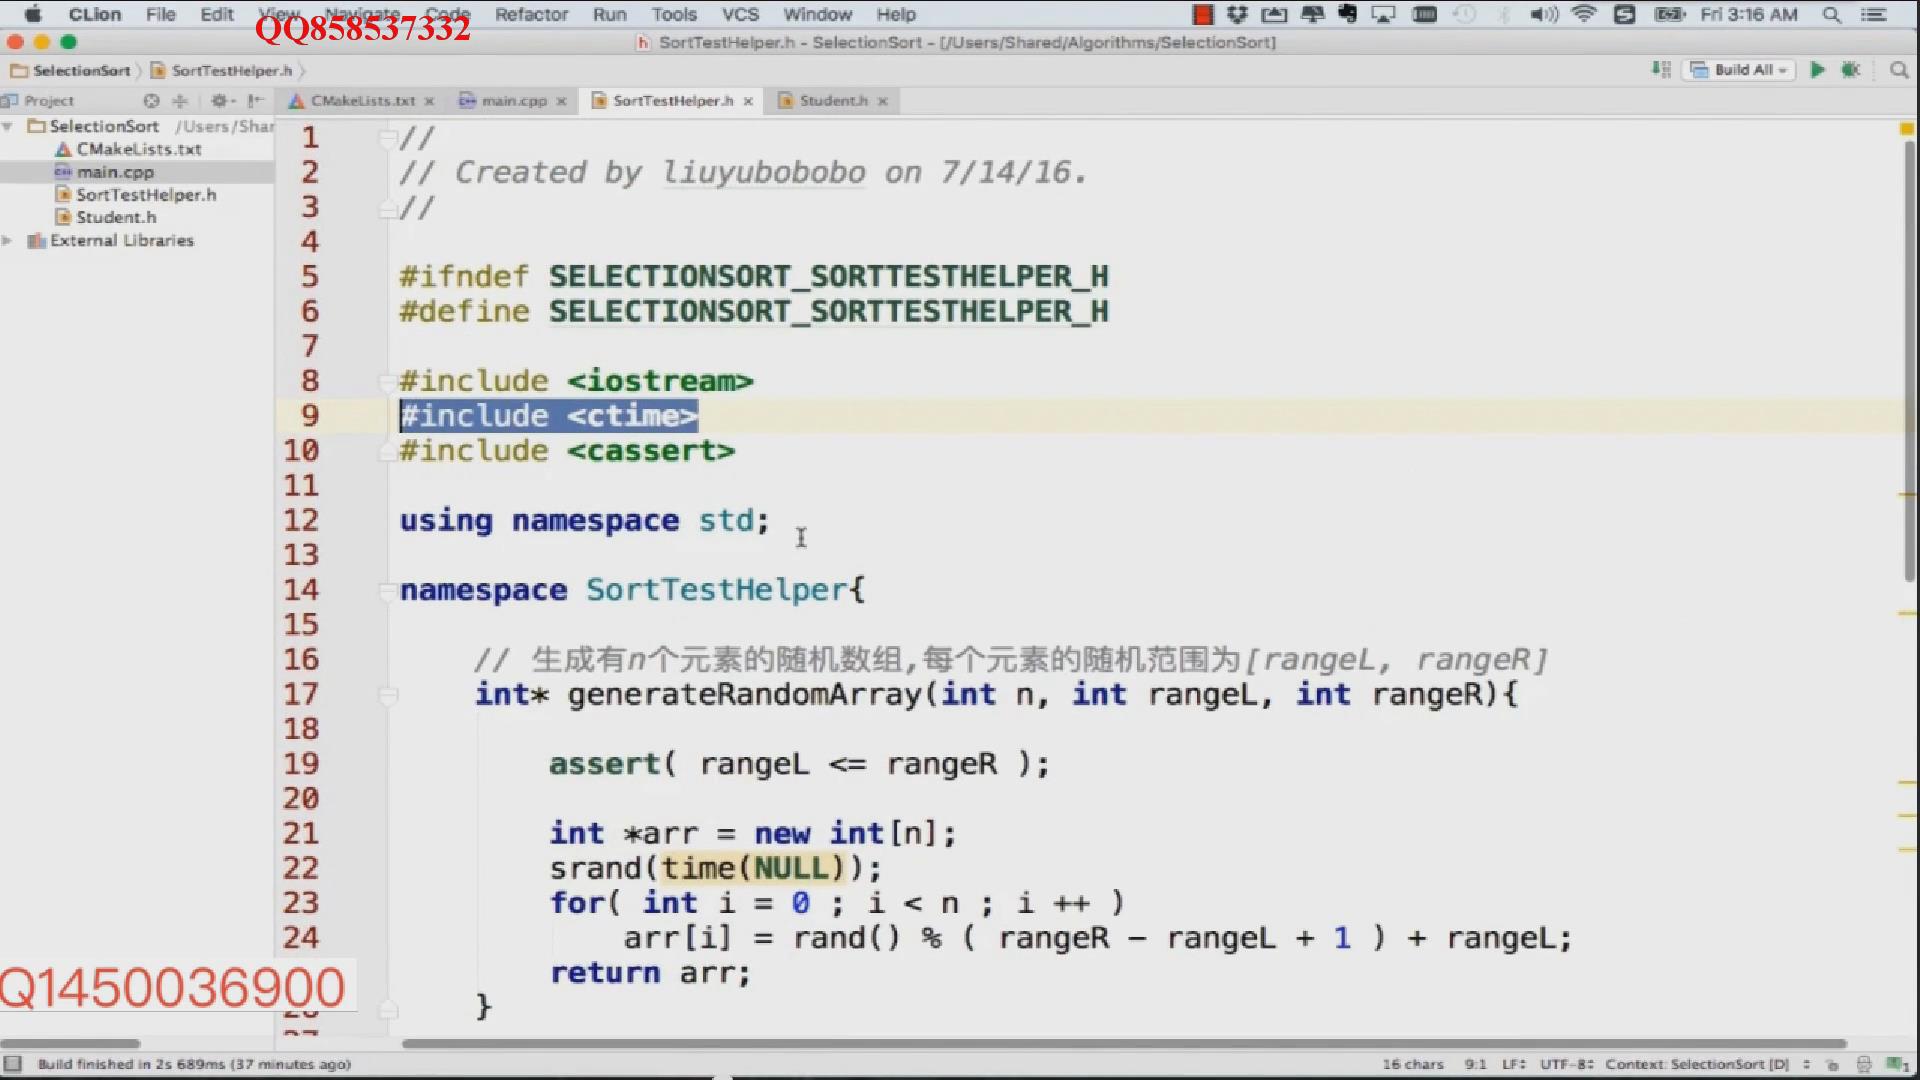 CLion File Edit View Navigate Code Refactor Run Tools VCS Window Help Fri 3:16 AM
QQ858537332
SortTestHelper.h - SelectionSort - [/Users/Shared/Algorithms/SelectionSort]
SelectionSort SortTestHelper.h Build All
Project CMakeLists.txt main.cpp SortTestHelper.h Student.h
SelectionSort /Users/Shar
CMakeLists.txt
main.cpp
SortTestHelper.h
Student.h
External Libraries
1 //
2 // Created by liuyubobobo on 7/14/16.
3 //
4
5 #ifndef SELECTIONSORT_SORTTESTHELPER_H
6 #define SELECTIONSORT_SORTTESTHELPER_H
7
8 #include <iostream>
9 #include <ctime>
10 #include <cassert>
11
12 using namespace std;
13
14 namespace SortTestHelper{
15
16 // 生成有n个元素的随机数组,每个元素的随机范围为[rangeL, rangeR]
17 int* generateRandomArray(int n, int rangeL, int rangeR){
18
19 assert( rangeL <= rangeR );
20
21 int *arr = new int[n];
22 srand(time(NULL));
23 for( int i = 0 ; i < n ; i ++ )
24 arr[i] = rand() % ( rangeR - rangeL + 1 ) + rangeL;
return arr;
}
Q1450036900
Build finished in 2s 689ms (37 minutes ago) 16 chars 9:1 LF UTF-8 Context: SelectionSort [D]